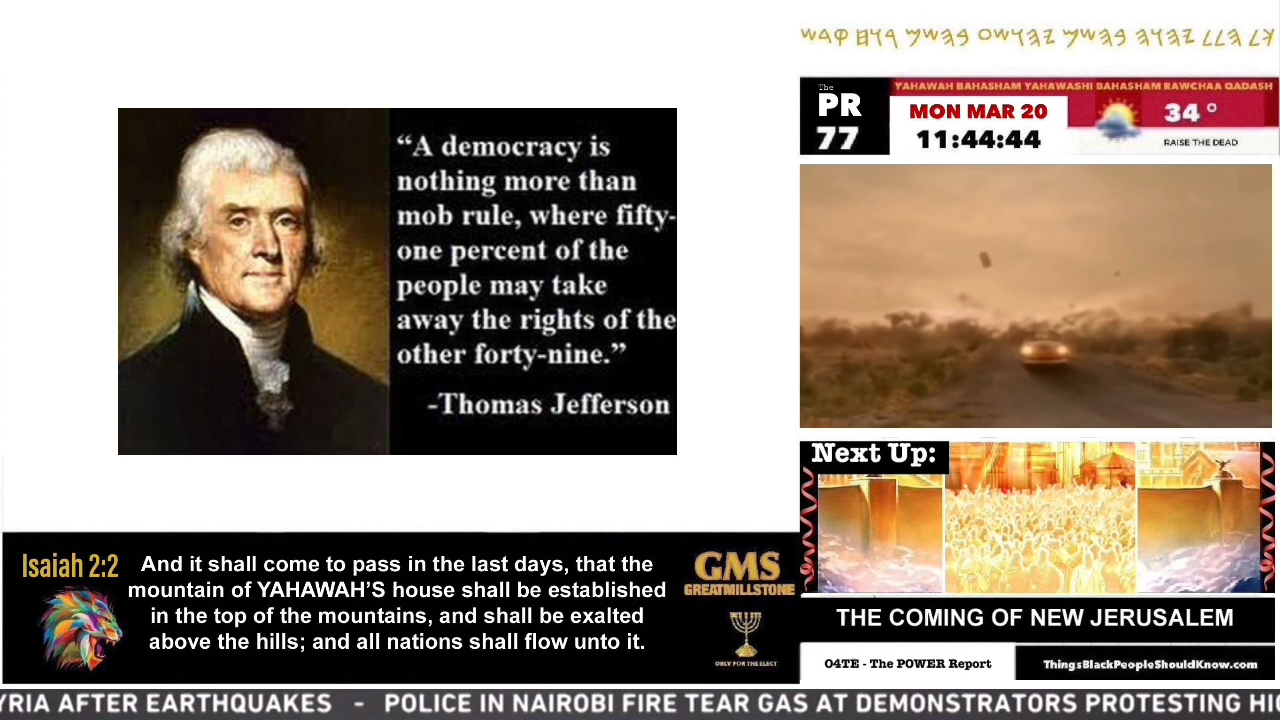 The
PR
77
YAHAWAH BAHASHAM YAHAWASHI BAHASHAM RAWCHAA QADASH
MON MAR 20
11:44:44
34 °
RAISE THE DEAD
“A democracy is
nothing more than
mob rule, where fifty-
one percent of the
people may take
away the rights of the
other forty-nine.”
-Thomas Jefferson
Next Up:
THE COMING OF NEW JERUSALEM
O4TE - The POWER Report
ThingsBlackPeopleShouldKnow.com
Isaiah 2:2
And it shall come to pass in the last days, that the
mountain of YAHAWAH’S house shall be established
in the top of the mountains, and shall be exalted
above the hills; and all nations shall flow unto it.
GMS
GREATMILLSTONE
ONLY FOR THE ELECT
YRIA AFTER EARTHQUAKES - POLICE IN NAIROBI FIRE TEAR GAS AT DEMONSTRATORS PROTESTING HI